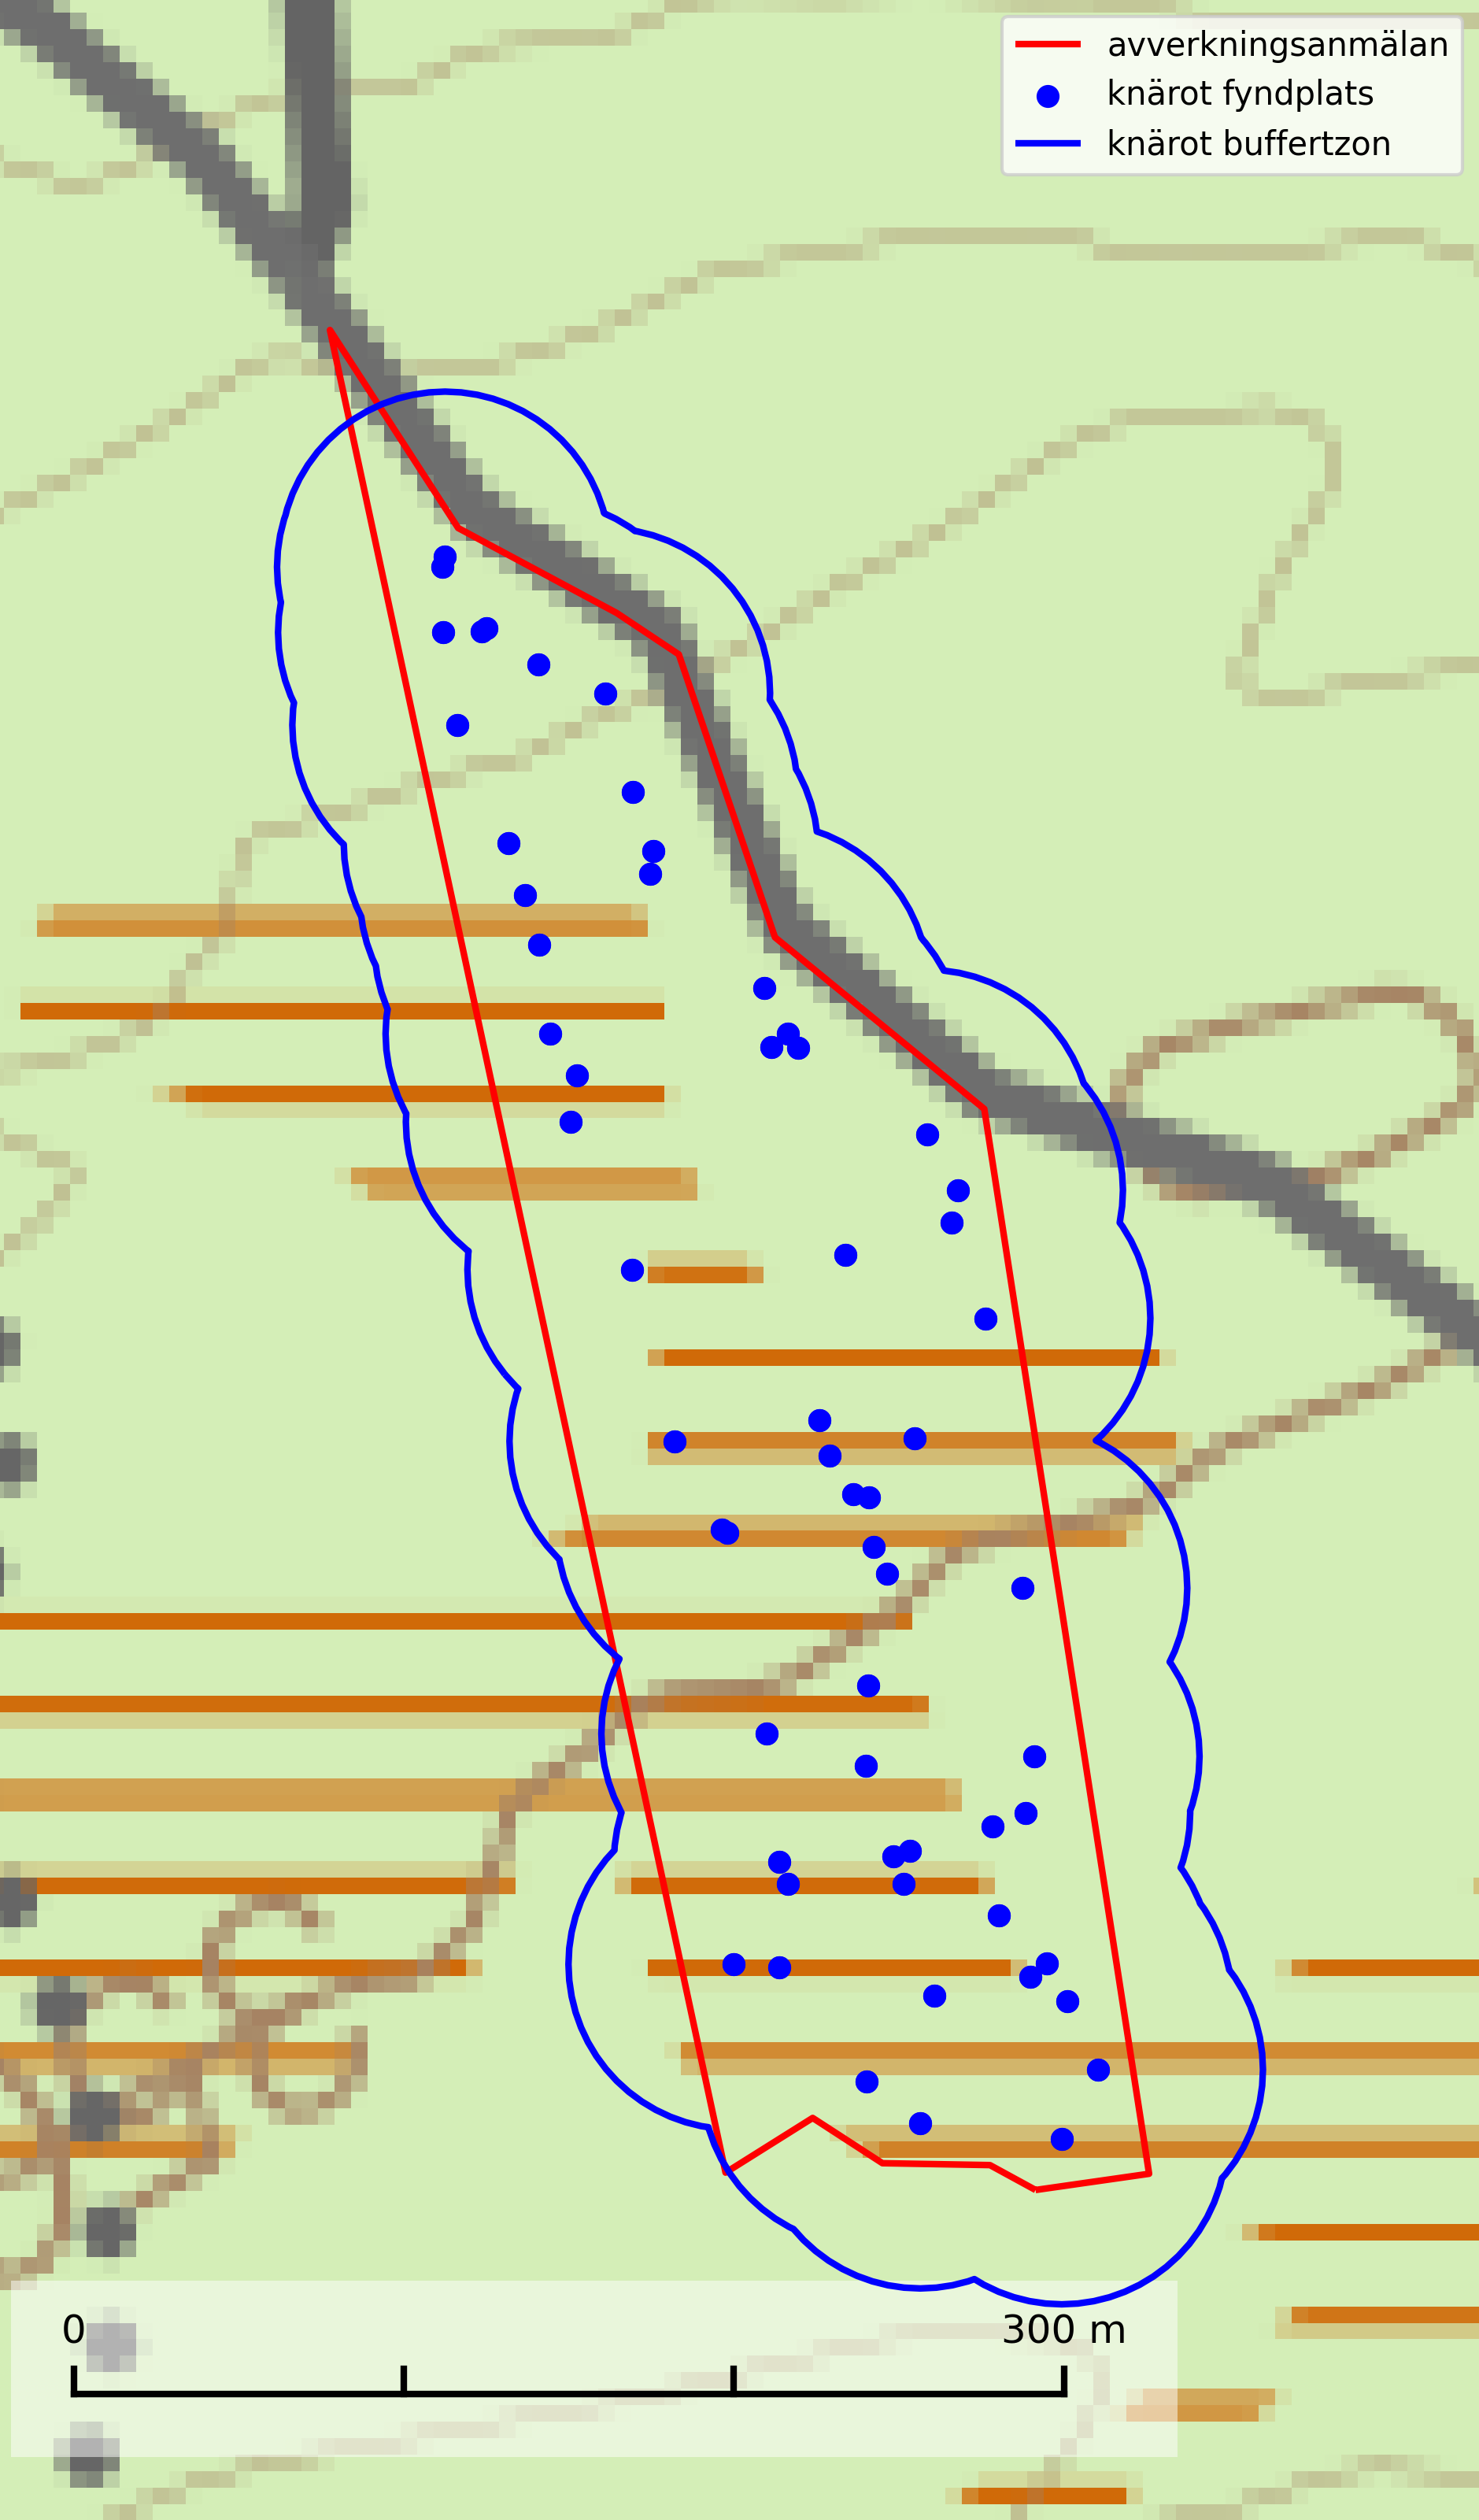 avverkningsanmälan
knärot fyndplats
knärot buffertzon
0 300 m